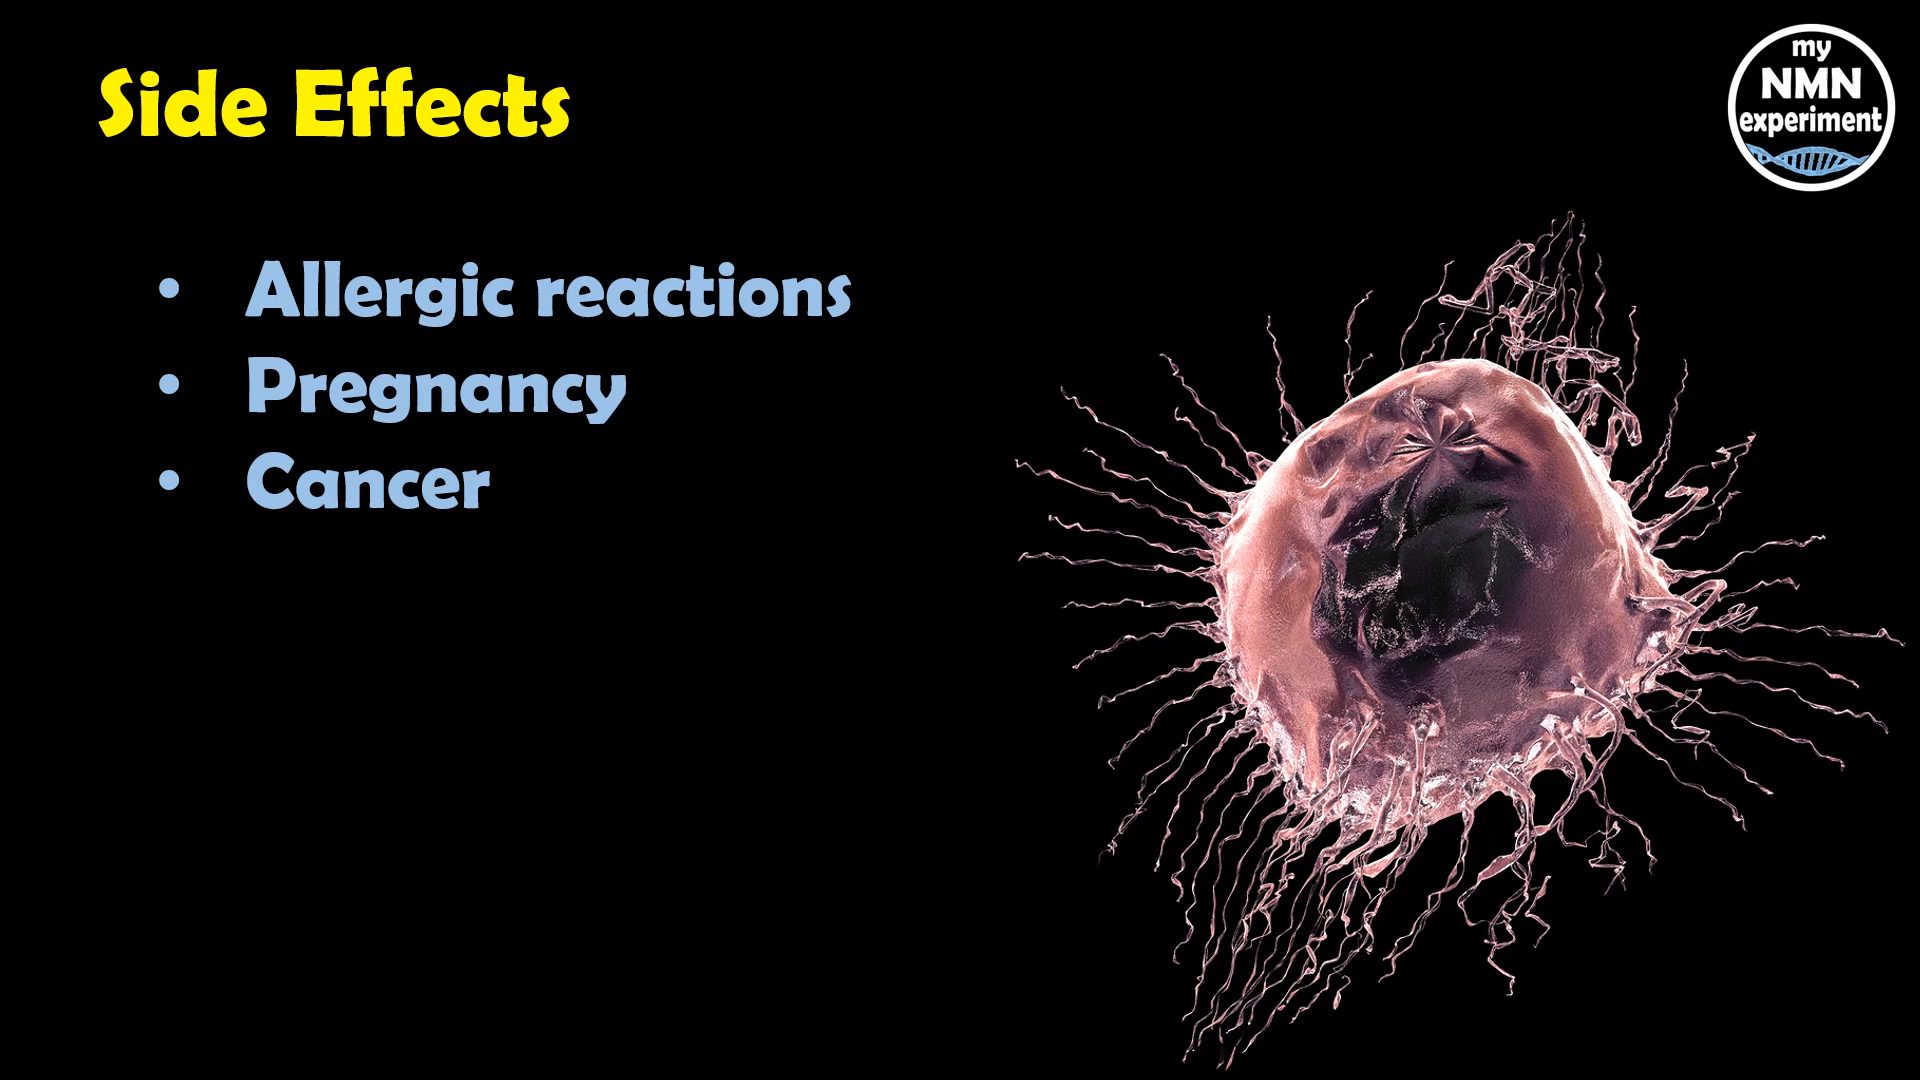 Side Effects
my
NMN
experiment
• Allergic reactions
• Pregnancy
• Cancer